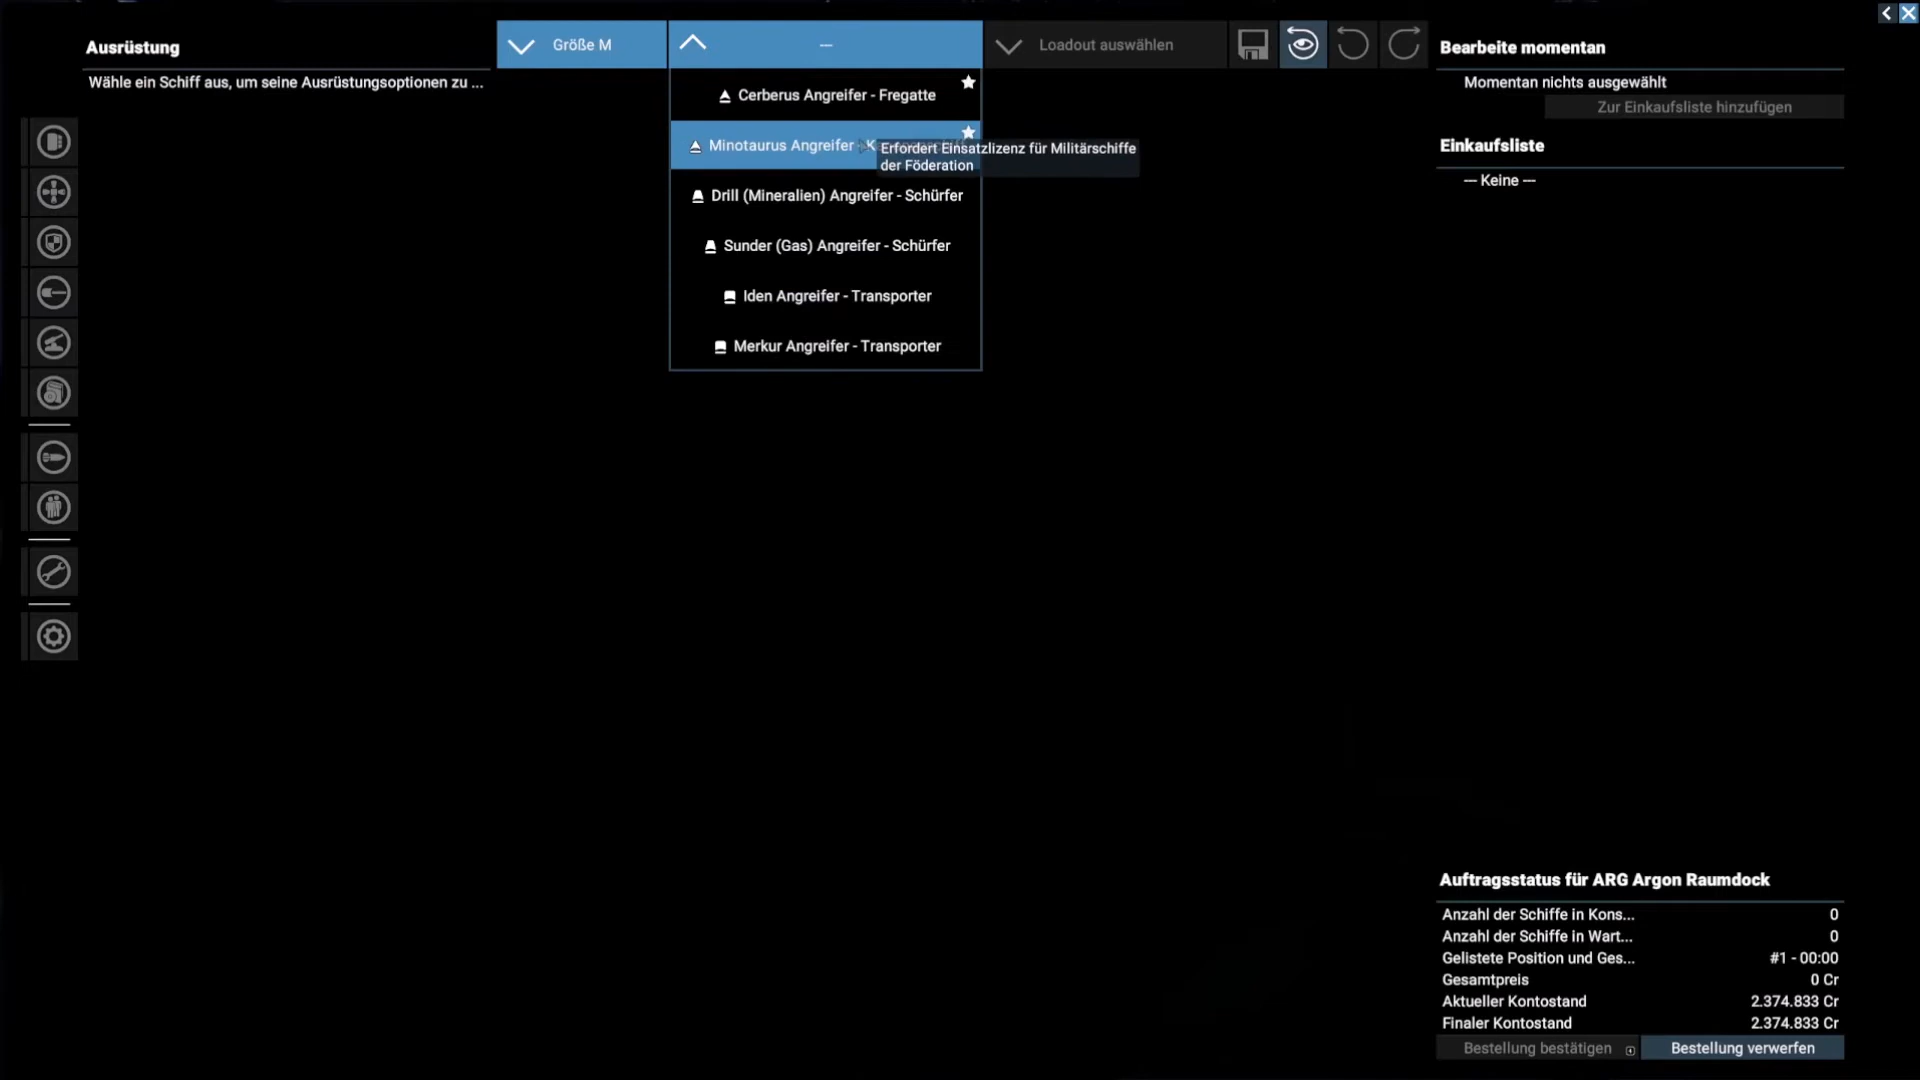 Ausrüstung
Wähle ein Schiff aus, um seine Ausrüstungsoptionen zu ...
Größe M
---
Loadout auswählen
Cerberus Angreifer - Fregatte
Minotaurus Angreifer - K
Erfordert Einsatzlizenz für Militärschiffe
der Föderation
Drill (Mineralien) Angreifer - Schürfer
Sunder (Gas) Angreifer - Schürfer
Iden Angreifer - Transporter
Merkur Angreifer - Transporter
Bearbeite momentan
Momentan nichts ausgewählt
Zur Einkaufsliste hinzufügen
Einkaufsliste
--- Keine ---
Auftragsstatus für ARG Argon Raumdock
Anzahl der Schiffe in Kons... 0
Anzahl der Schiffe in Wart... 0
Gelistete Position und Ges... #1 - 00:00
Gesamtpreis 0 Cr
Aktueller Kontostand 2.374.833 Cr
Finaler Kontostand 2.374.833 Cr
Bestellung bestätigen
Bestellung verwerfen